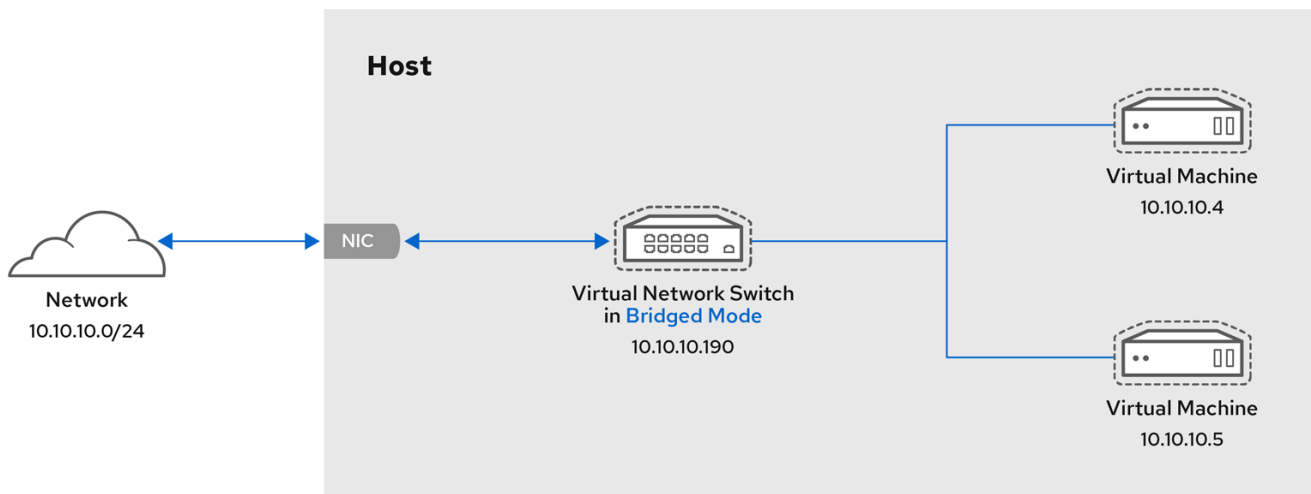 Host
NIC
Network
10.10.10.0/24
Virtual Network Switch
in Bridged Mode
10.10.10.190
Virtual Machine
10.10.10.4
Virtual Machine
10.10.10.5